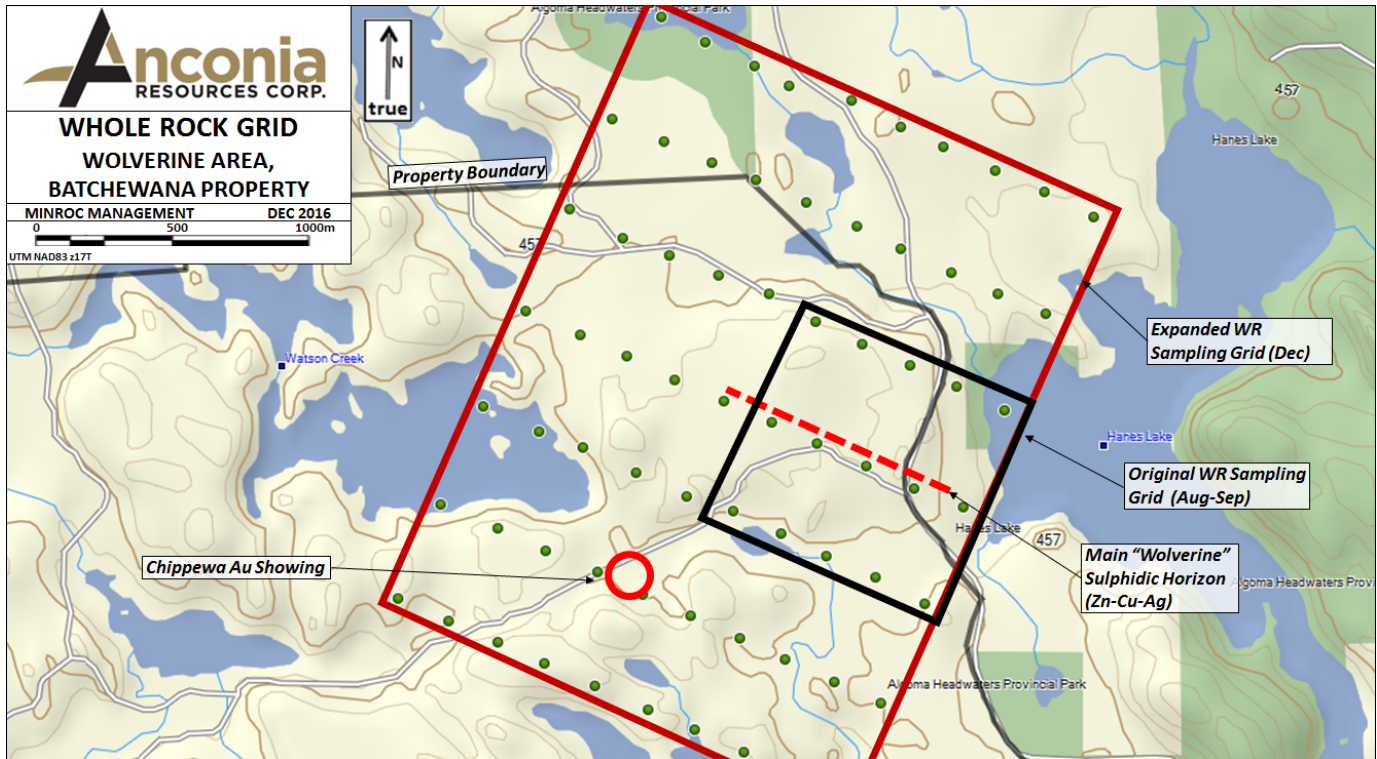 Anconia
RESOURCES CORP.
WHOLE ROCK GRID
WOLVERINE AREA,
BATCHEWANA PROPERTY
MINROC MANAGEMENT DEC 2016
0 500 1000m
UTM NAD83 z17T
N
true
Algoma Headwaters Provincial Park
457
Hanes Lake
Property Boundary
457
Expanded WR
Sampling Grid (Dec)
Watson Creek
Hanes Lake
Original WR Sampling
Grid (Aug-Sep)
Hanes Lake
457
Main “Wolverine”
Sulphidic Horizon
(Zn-Cu-Ag)
Chippewa Au Showing
Algoma Headwaters Provi
Algoma Headwaters Provincial Park